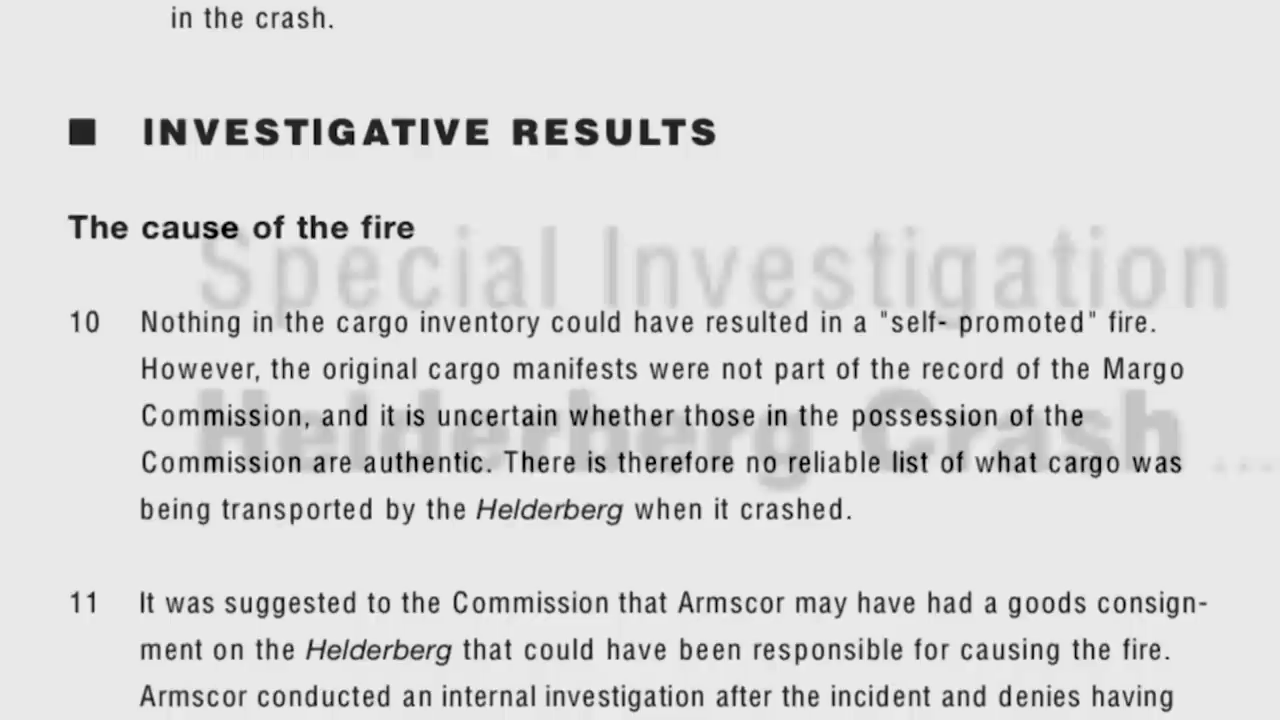 in the crash.
■ INVESTIGATIVE RESULTS
The cause of the fire
Special Investigation
10 Nothing in the cargo inventory could have resulted in a "self- promoted" fire.
However, the original cargo manifests were not part of the record of the Margo
Helderberg Crash ...
Commission, and it is uncertain whether those in the possession of the
Commission are authentic. There is therefore no reliable list of what cargo was
being transported by the Helderberg when it crashed.
11 It was suggested to the Commission that Armscor may have had a goods consign-
ment on the Helderberg that could have been responsible for causing the fire.
Armscor conducted an internal investigation after the incident and denies having